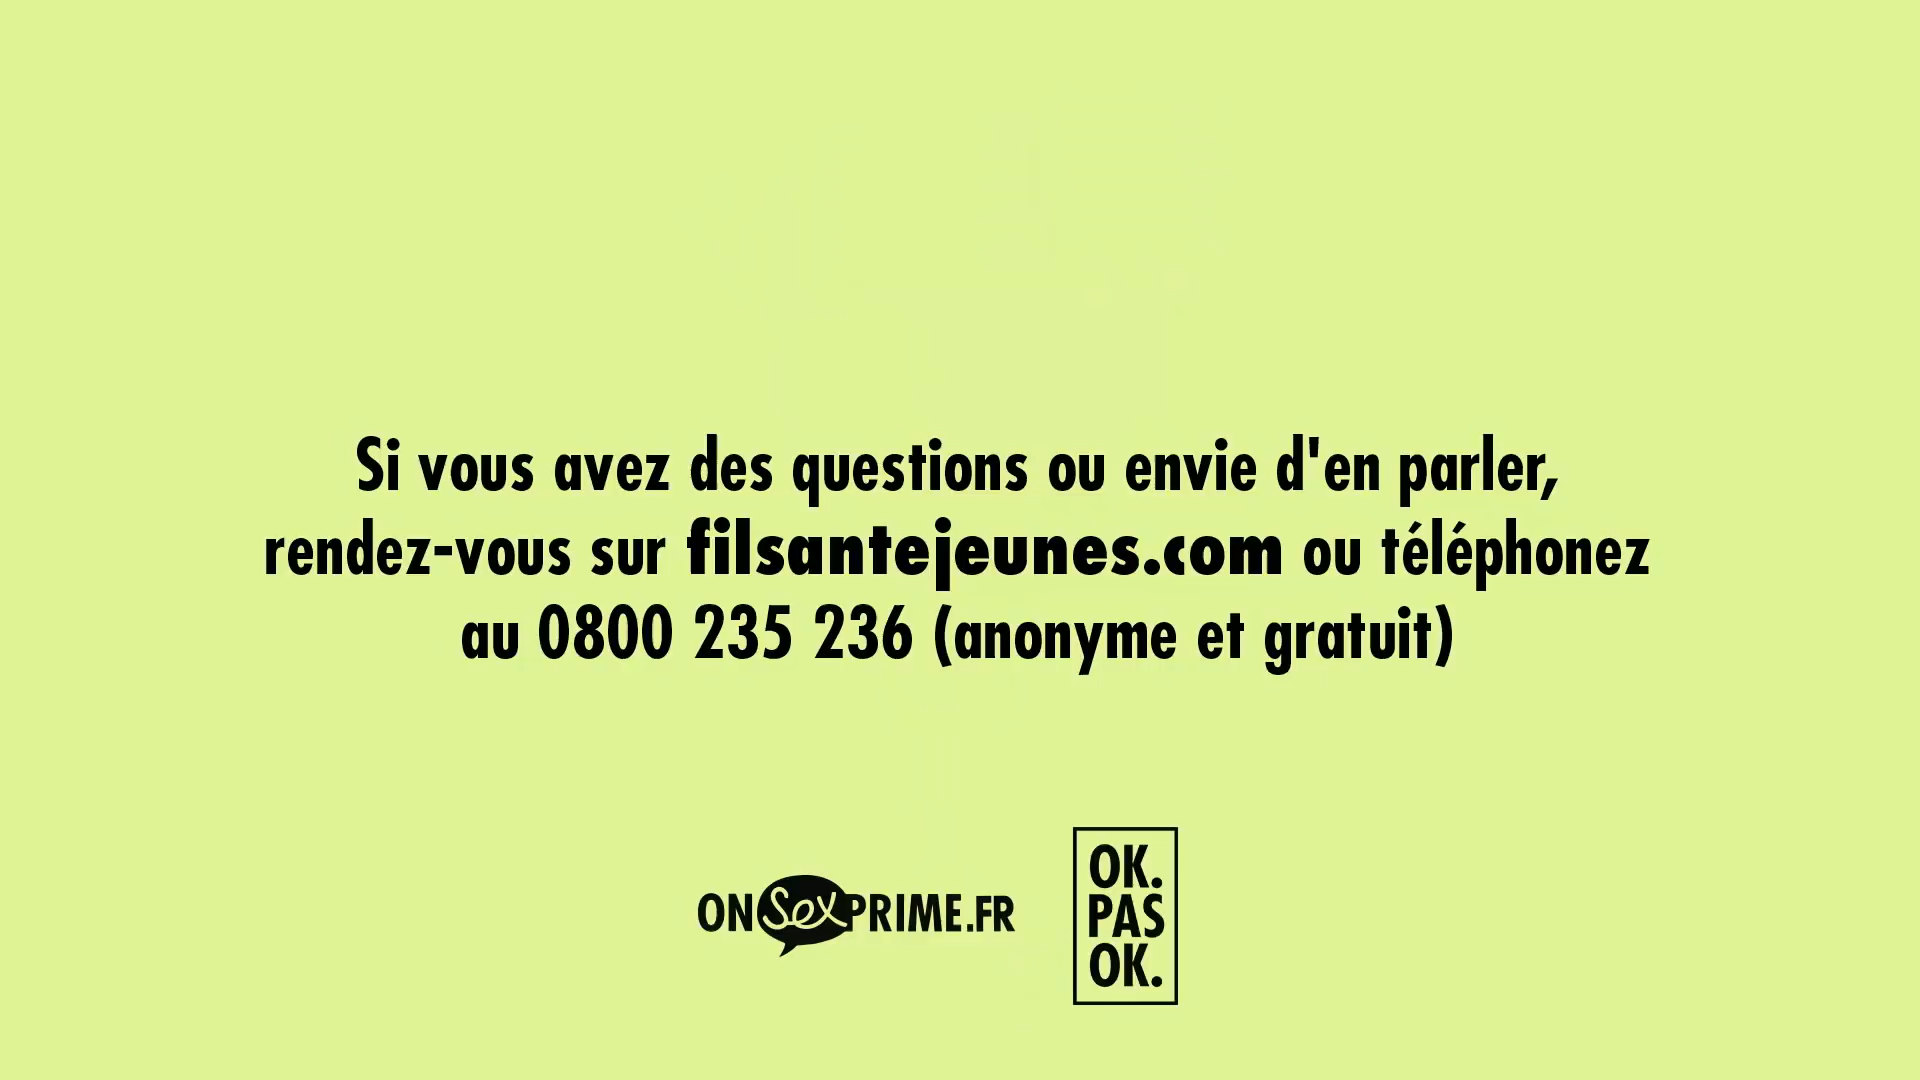 Si vous avez des questions ou envie d'en parler,
rendez-vous sur filsantejeunes.com ou téléphonez
au 0800 235 236 (anonyme et gratuit)
ONSexPRIME.FR
OK.
PAS
OK.